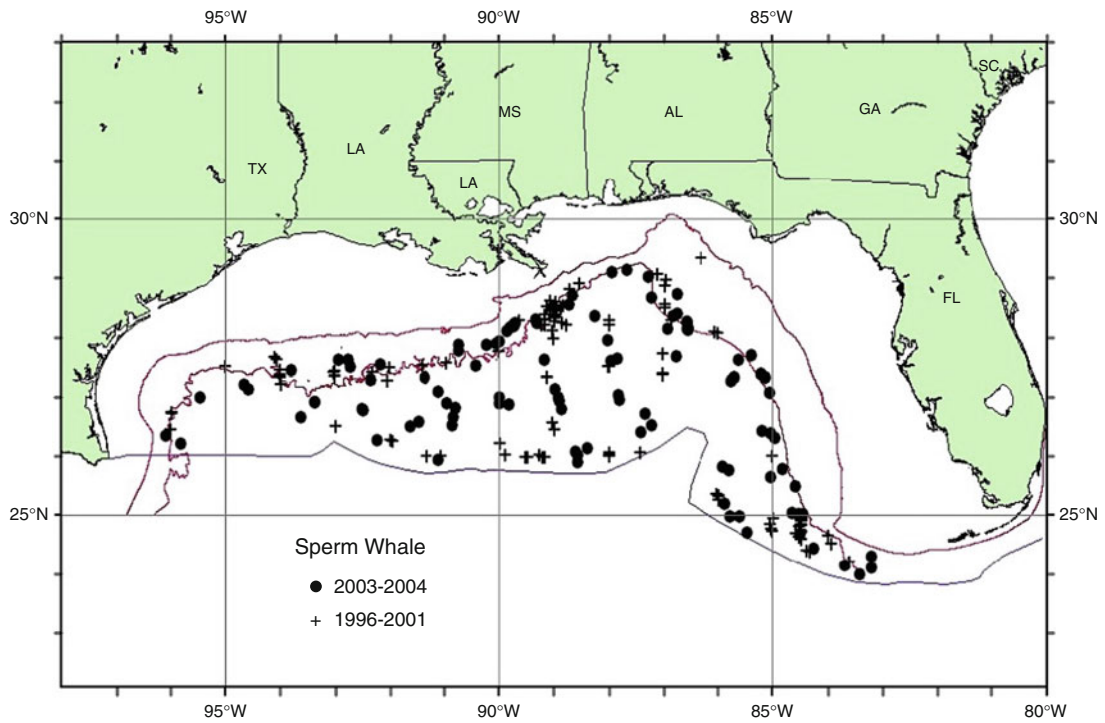 95°W 90°W 85°W
SC
MS AL GA
LA
TX
LA
30°N 30°N
FL
25°N 25°N
Sperm Whale
2003-2004
+ 1996-2001
95°W 90°W 85°W 80°W